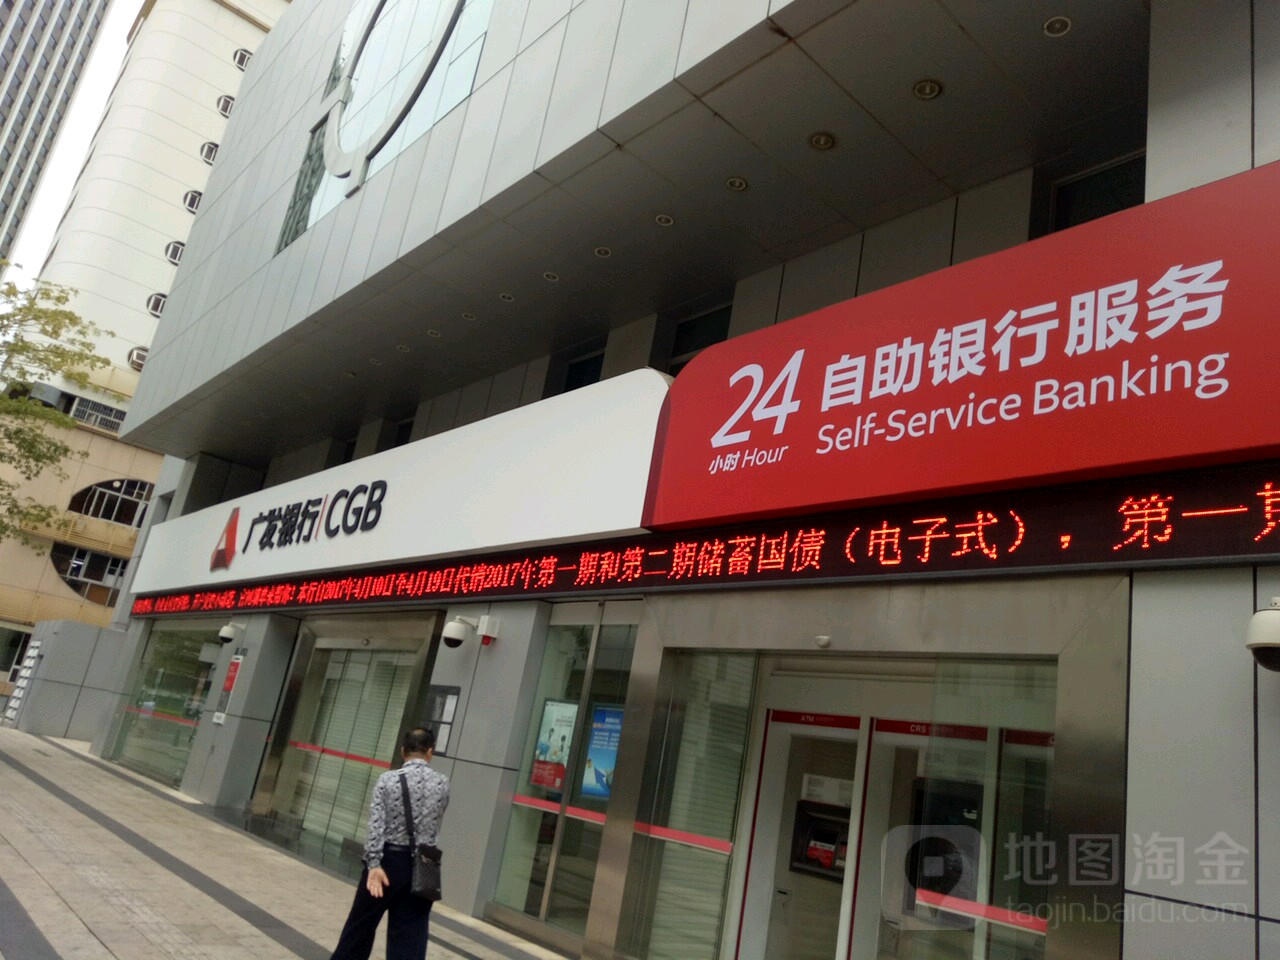 24 自助银行服务
小时 Hour Self-Service Banking
广发银行|CGB
本行自2017年4月10日至4月19日代销2017年第一期和第二期储蓄国债（电子式），第一期
ATM
CRS
地图淘金
taojin.baidu.com